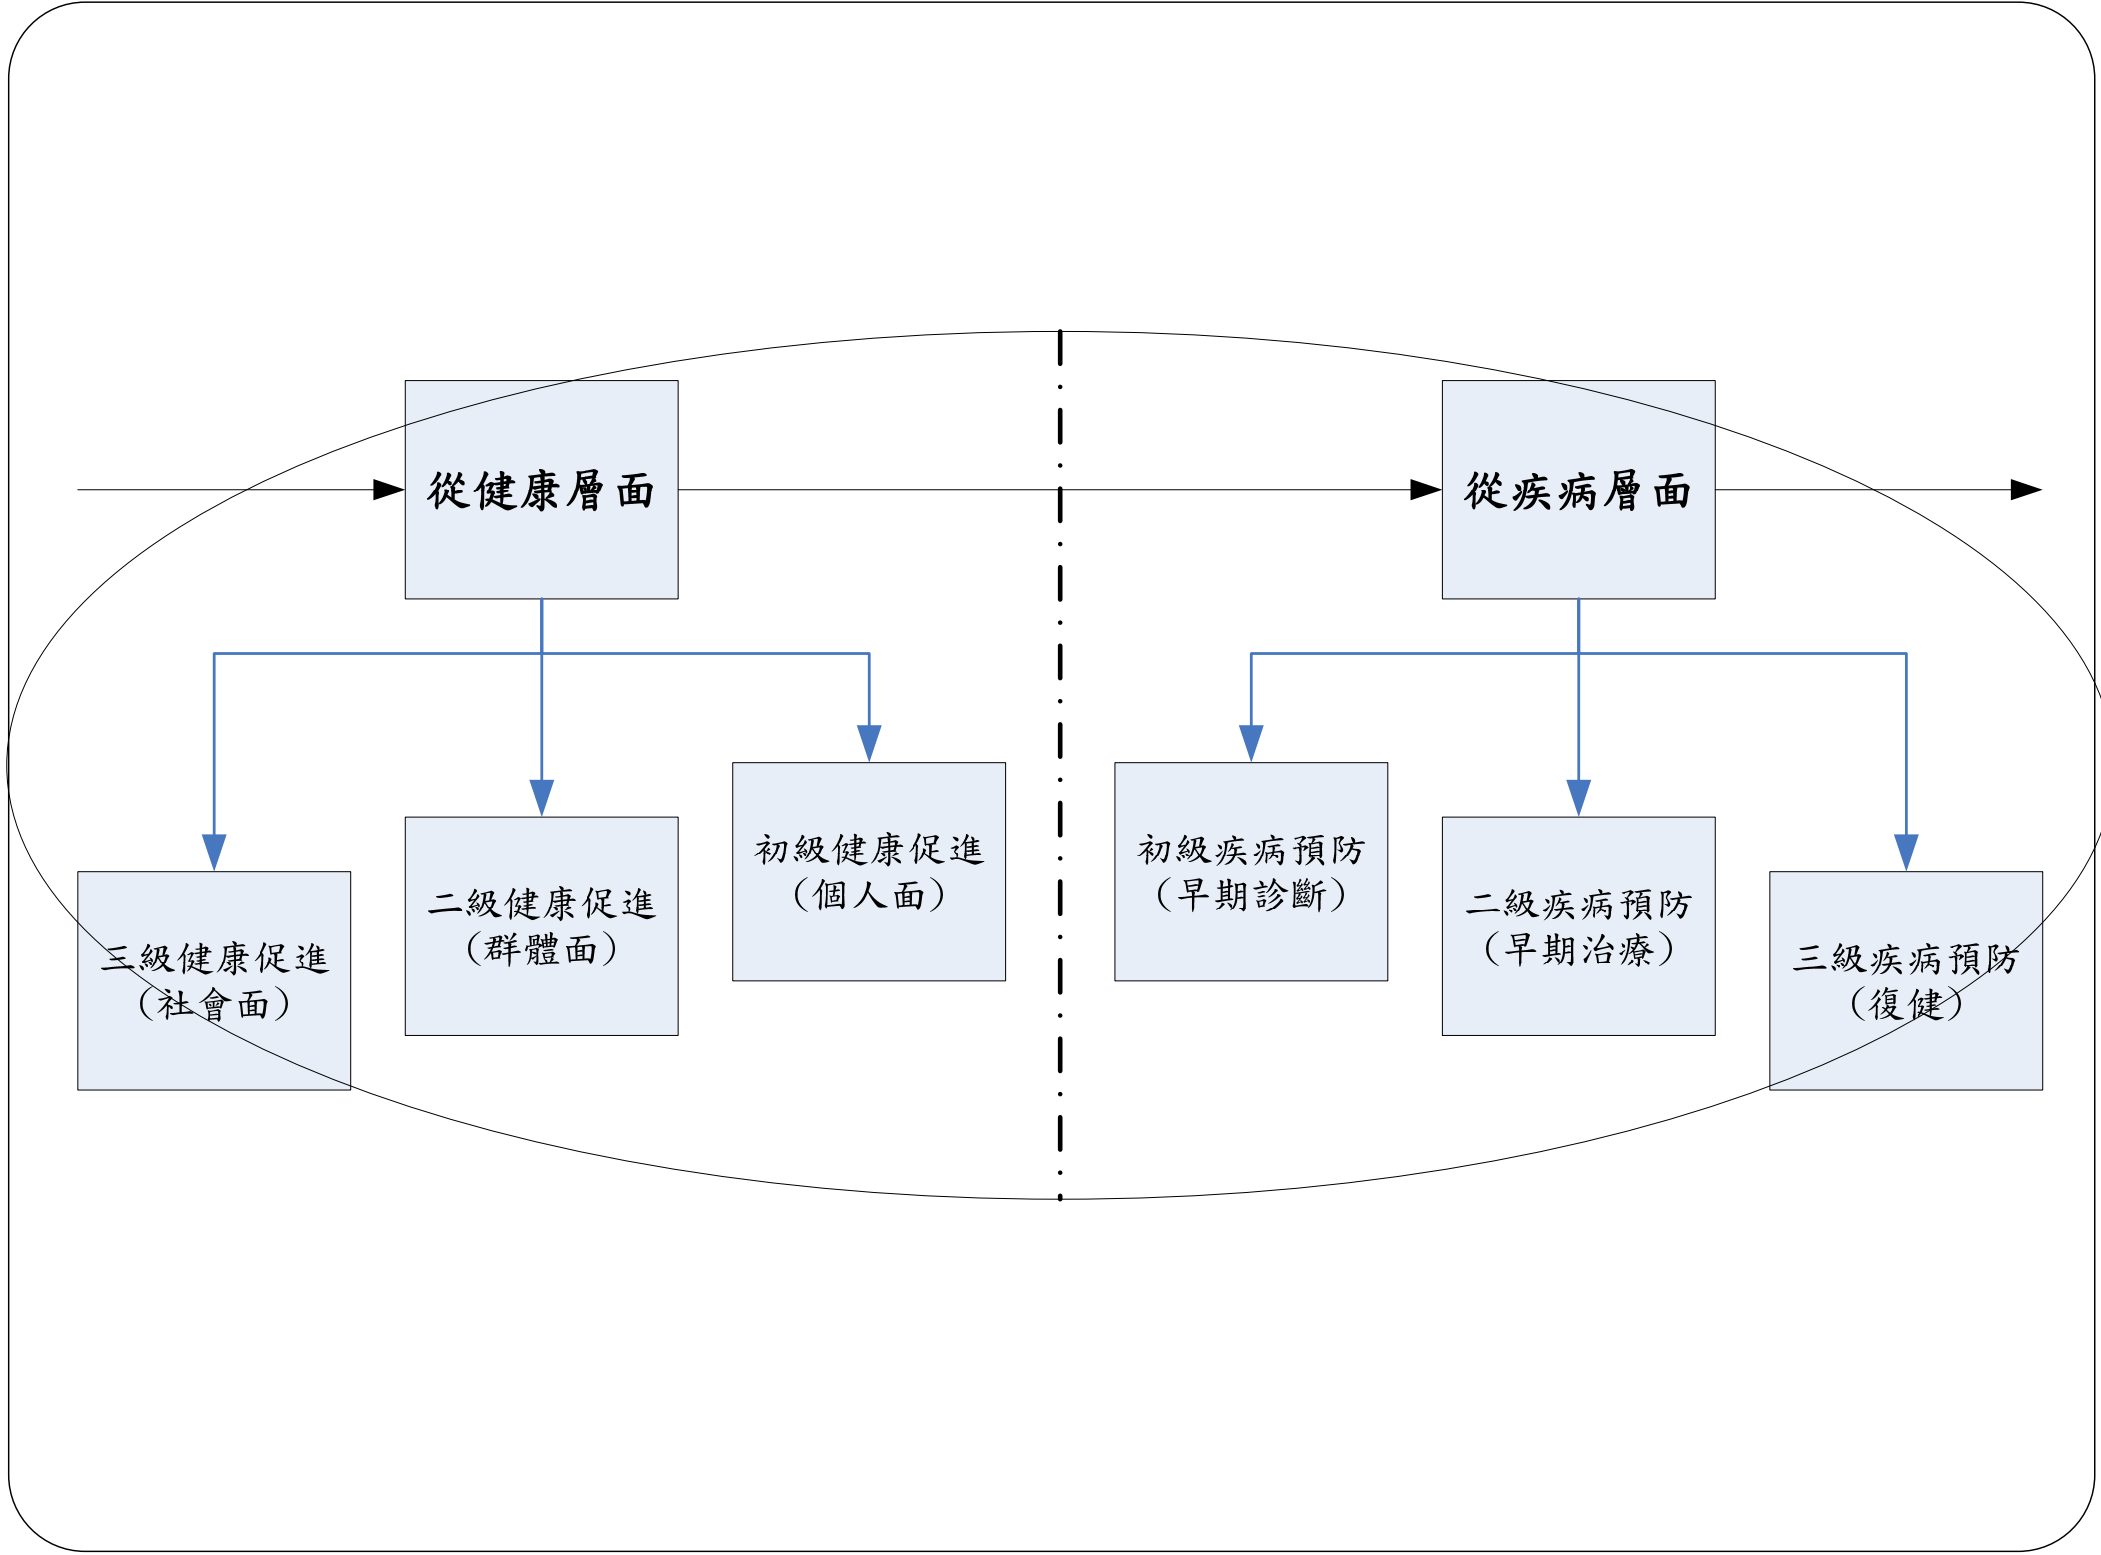 從健康層面
從疾病層面
三級健康促進
(社會面)
二級健康促進
(群體面)
初級健康促進
(個人面)
初級疾病預防
(早期診斷)
二級疾病預防
(早期治療)
三級疾病預防
(復健)